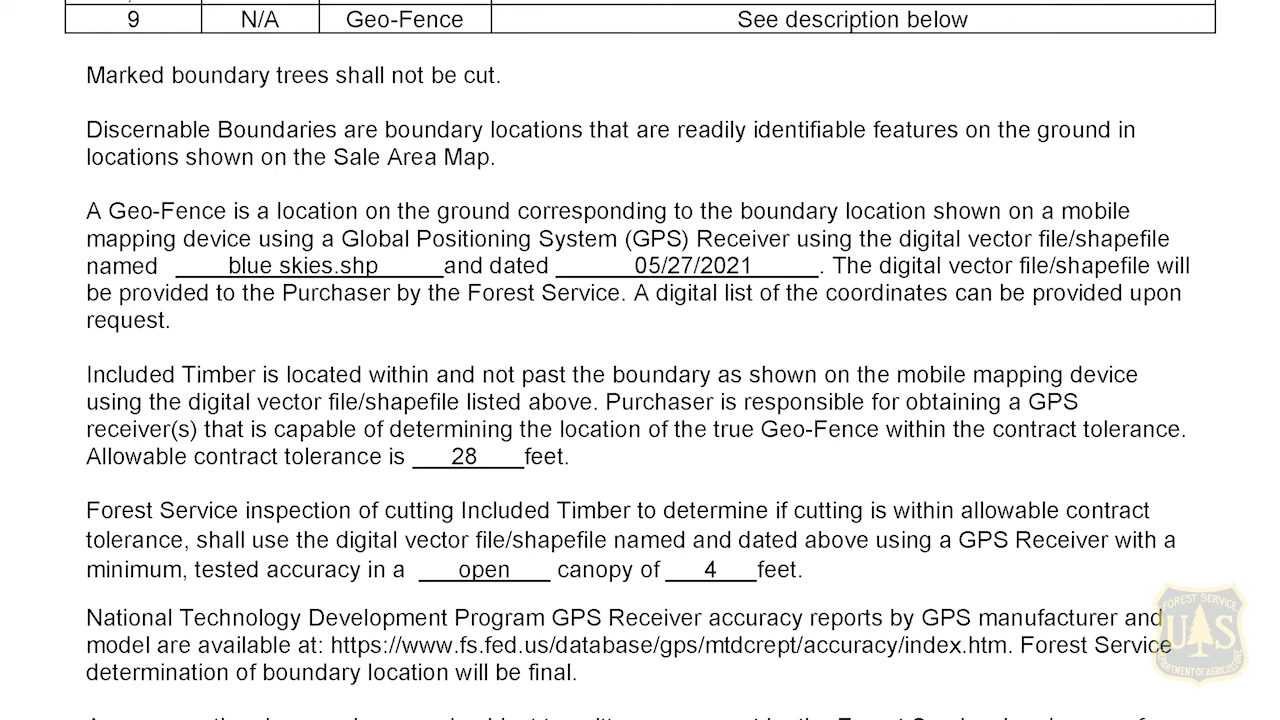 9 N/A Geo-Fence See description below
Marked boundary trees shall not be cut.
Discernable Boundaries are boundary locations that are readily identifiable features on the ground in
locations shown on the Sale Area Map.
A Geo-Fence is a location on the ground corresponding to the boundary location shown on a mobile
mapping device using a Global Positioning System (GPS) Receiver using the digital vector file/shapefile
named blue skies.shp and dated 05/27/2021. The digital vector file/shapefile will
be provided to the Purchaser by the Forest Service. A digital list of the coordinates can be provided upon
request.
Included Timber is located within and not past the boundary as shown on the mobile mapping device
using the digital vector file/shapefile listed above. Purchaser is responsible for obtaining a GPS
receiver(s) that is capable of determining the location of the true Geo-Fence within the contract tolerance.
Allowable contract tolerance is 28 feet.
Forest Service inspection of cutting Included Timber to determine if cutting is within allowable contract
tolerance, shall use the digital vector file/shapefile named and dated above using a GPS Receiver with a
minimum, tested accuracy in a open canopy of 4 feet.
National Technology Development Program GPS Receiver accuracy reports by GPS manufacturer and
model are available at: https://www.fs.fed.us/database/gps/mtdcrept/accuracy/index.htm. Forest Service
determination of boundary location will be final.
FOREST SERVICE
U S
DEPARTMENT OF AGRICULTURE